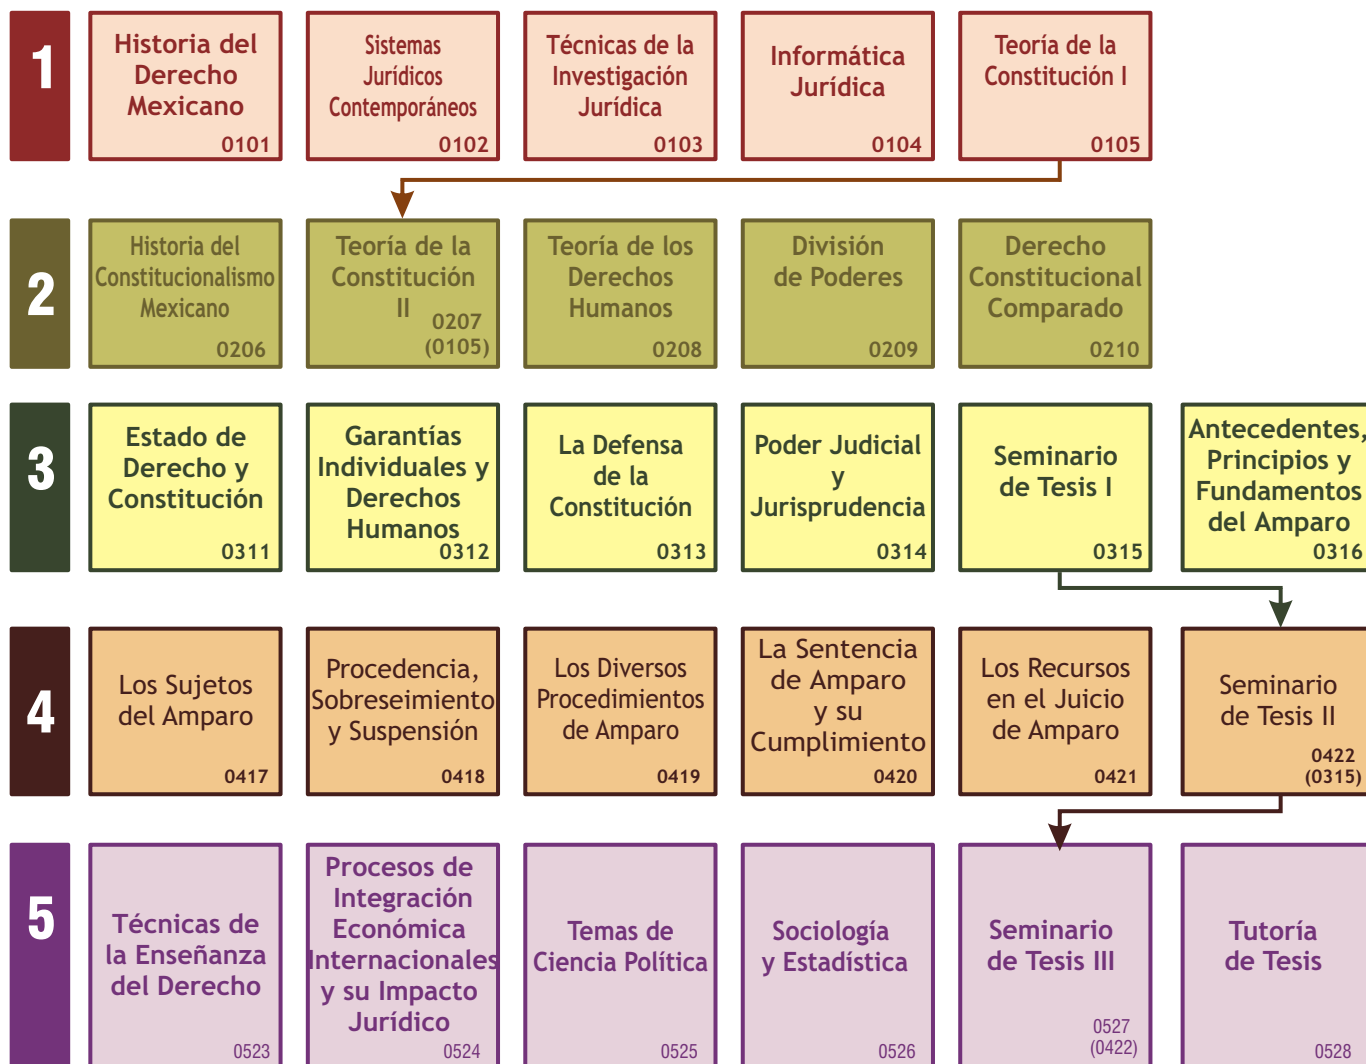 1
Historia del
Derecho
Mexicano
0101
Sistemas
Jurídicos
Contemporáneos
0102
Técnicas de la
Investigación
Jurídica
0103
Informática
Jurídica
0104
Teoría de la
Constitución I
0105
2
Historia del
Constitucionalismo
Mexicano
0206
Teoría de la
Constitución
II
0207
(0105)
Teoría de los
Derechos
Humanos
0208
División
de Poderes
0209
Derecho
Constitucional
Comparado
0210
3
Estado de
Derecho y
Constitución
0311
Garantías
Individuales y
Derechos
Humanos
0312
La Defensa
de la
Constitución
0313
Poder Judicial
y
Jurisprudencia
0314
Seminario
de Tesis I
0315
Antecedentes,
Principios y
Fundamentos
del Amparo
0316
4
Los Sujetos
del Amparo
0417
Procedencia,
Sobreseimiento
y Suspensión
0418
Los Diversos
Procedimientos
de Amparo
0419
La Sentencia
de Amparo
y su
Cumplimiento
0420
Los Recursos
en el Juicio
de Amparo
0421
Seminario
de Tesis II
0422
(0315)
5
Técnicas de
la Enseñanza
del Derecho
0523
Procesos de
Integración
Económica
Internacionales
y su Impacto
Jurídico
0524
Temas de
Ciencia Política
0525
Sociología
y Estadística
0526
Seminario
de Tesis III
0527
(0422)
Tutoría
de Tesis
0528